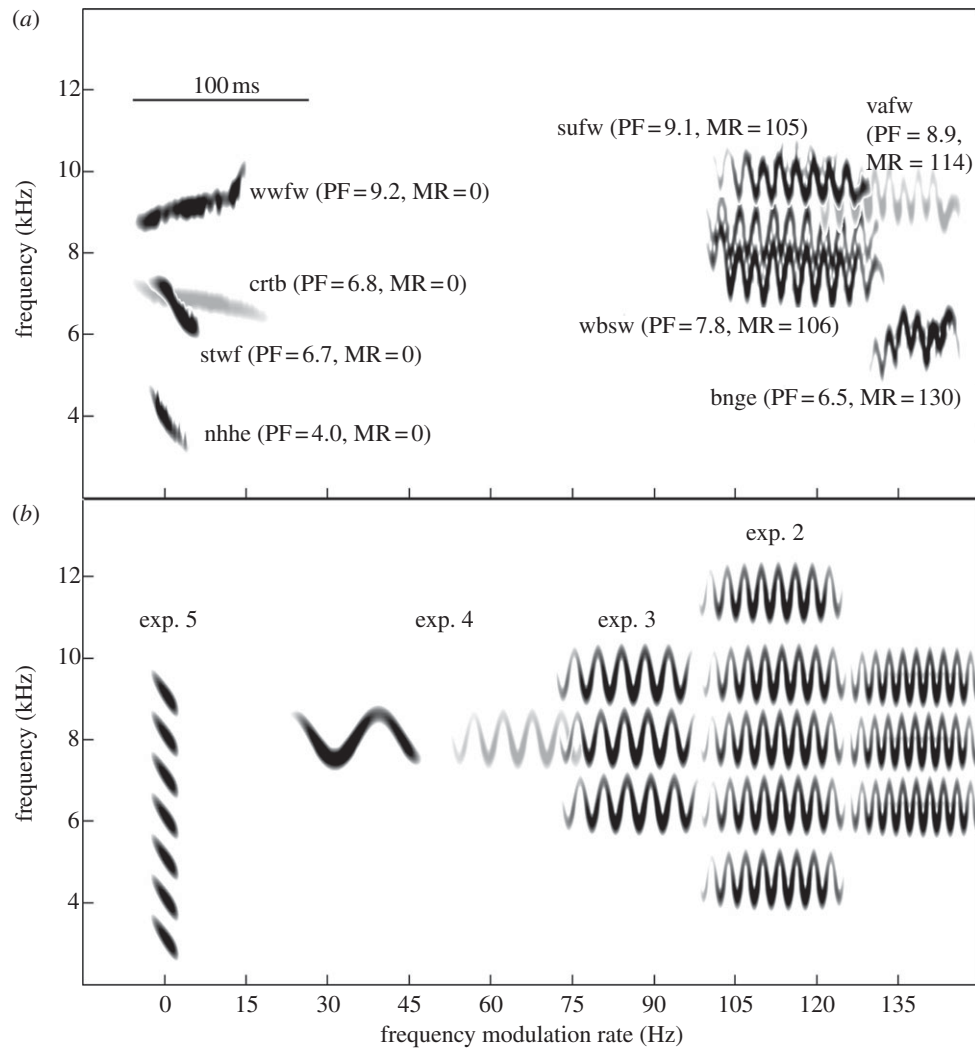 (a)
100 ms
12
10
8
6
4
frequency (kHz)
wwfw (PF = 9.2, MR = 0)
crtb (PF = 6.8, MR = 0)
stwf (PF = 6.7, MR = 0)
nhhe (PF = 4.0, MR = 0)
sufw (PF = 9.1, MR = 105)
vafw
(PF = 8.9,
MR = 114)
wbsw (PF = 7.8, MR = 106)
bnge (PF = 6.5, MR = 130)
(b)
12
10
8
6
4
frequency (kHz)
exp. 5
exp. 4
exp. 3
exp. 2
0 15 30 45 60 75 90 105 120 135
frequency modulation rate (Hz)